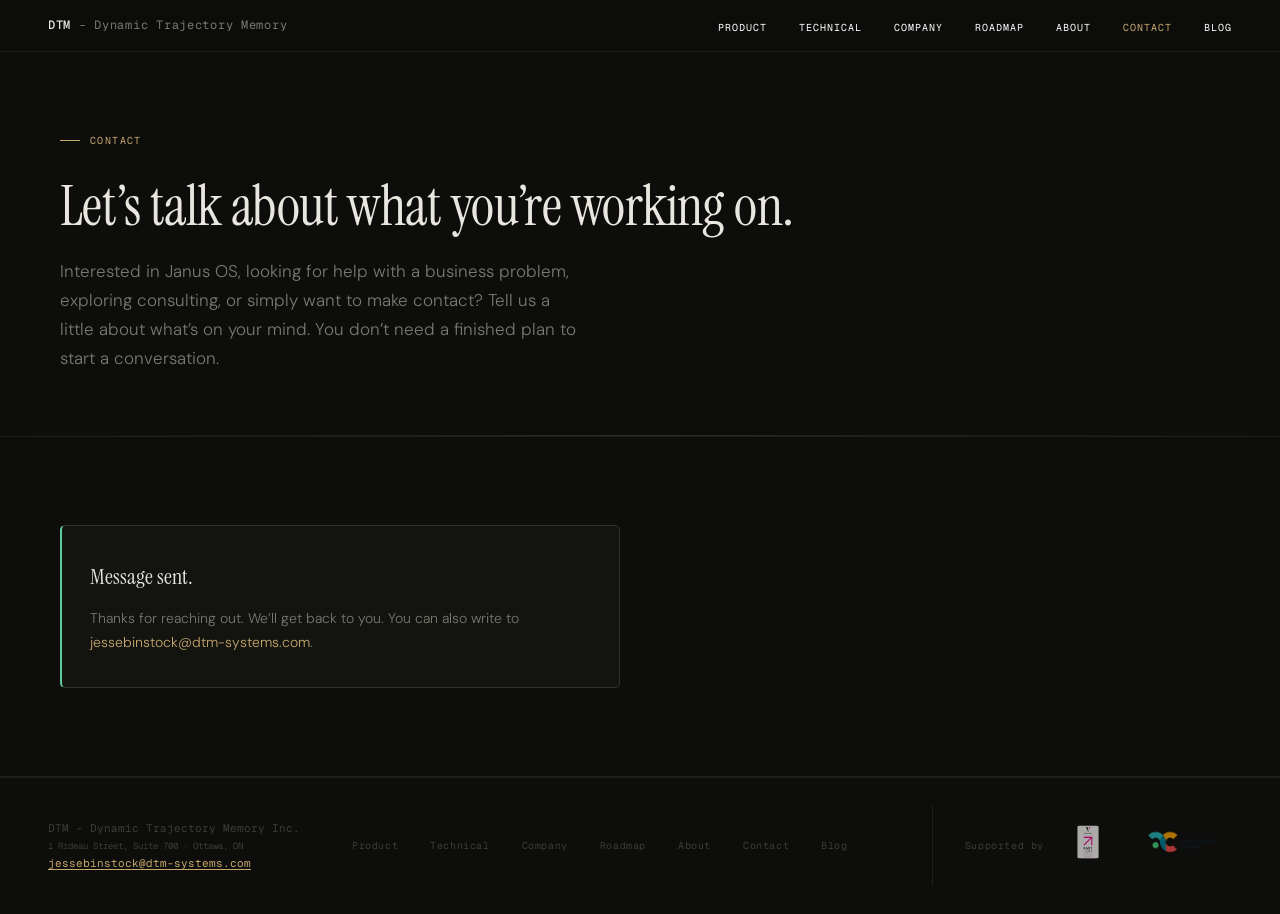 DTM - Dynamic Trajectory Memory
PRODUCT TECHNICAL COMPANY ROADMAP ABOUT CONTACT BLOG
CONTACT
Let’s talk about what you’re working on.
Interested in Janus OS, looking for help with a business problem,
exploring consulting, or simply want to make contact? Tell us a
little about what’s on your mind. You don’t need a finished plan to
start a conversation.
Message sent.
Thanks for reaching out. We’ll get back to you. You can also write to
jessebinstock@dtm-systems.com.
DTM - Dynamic Trajectory Memory Inc.
1 Rideau Street, Suite 700 · Ottawa, ON
jessebinstock@dtm-systems.com
Product Technical Company Roadmap About Contact Blog
Supported by